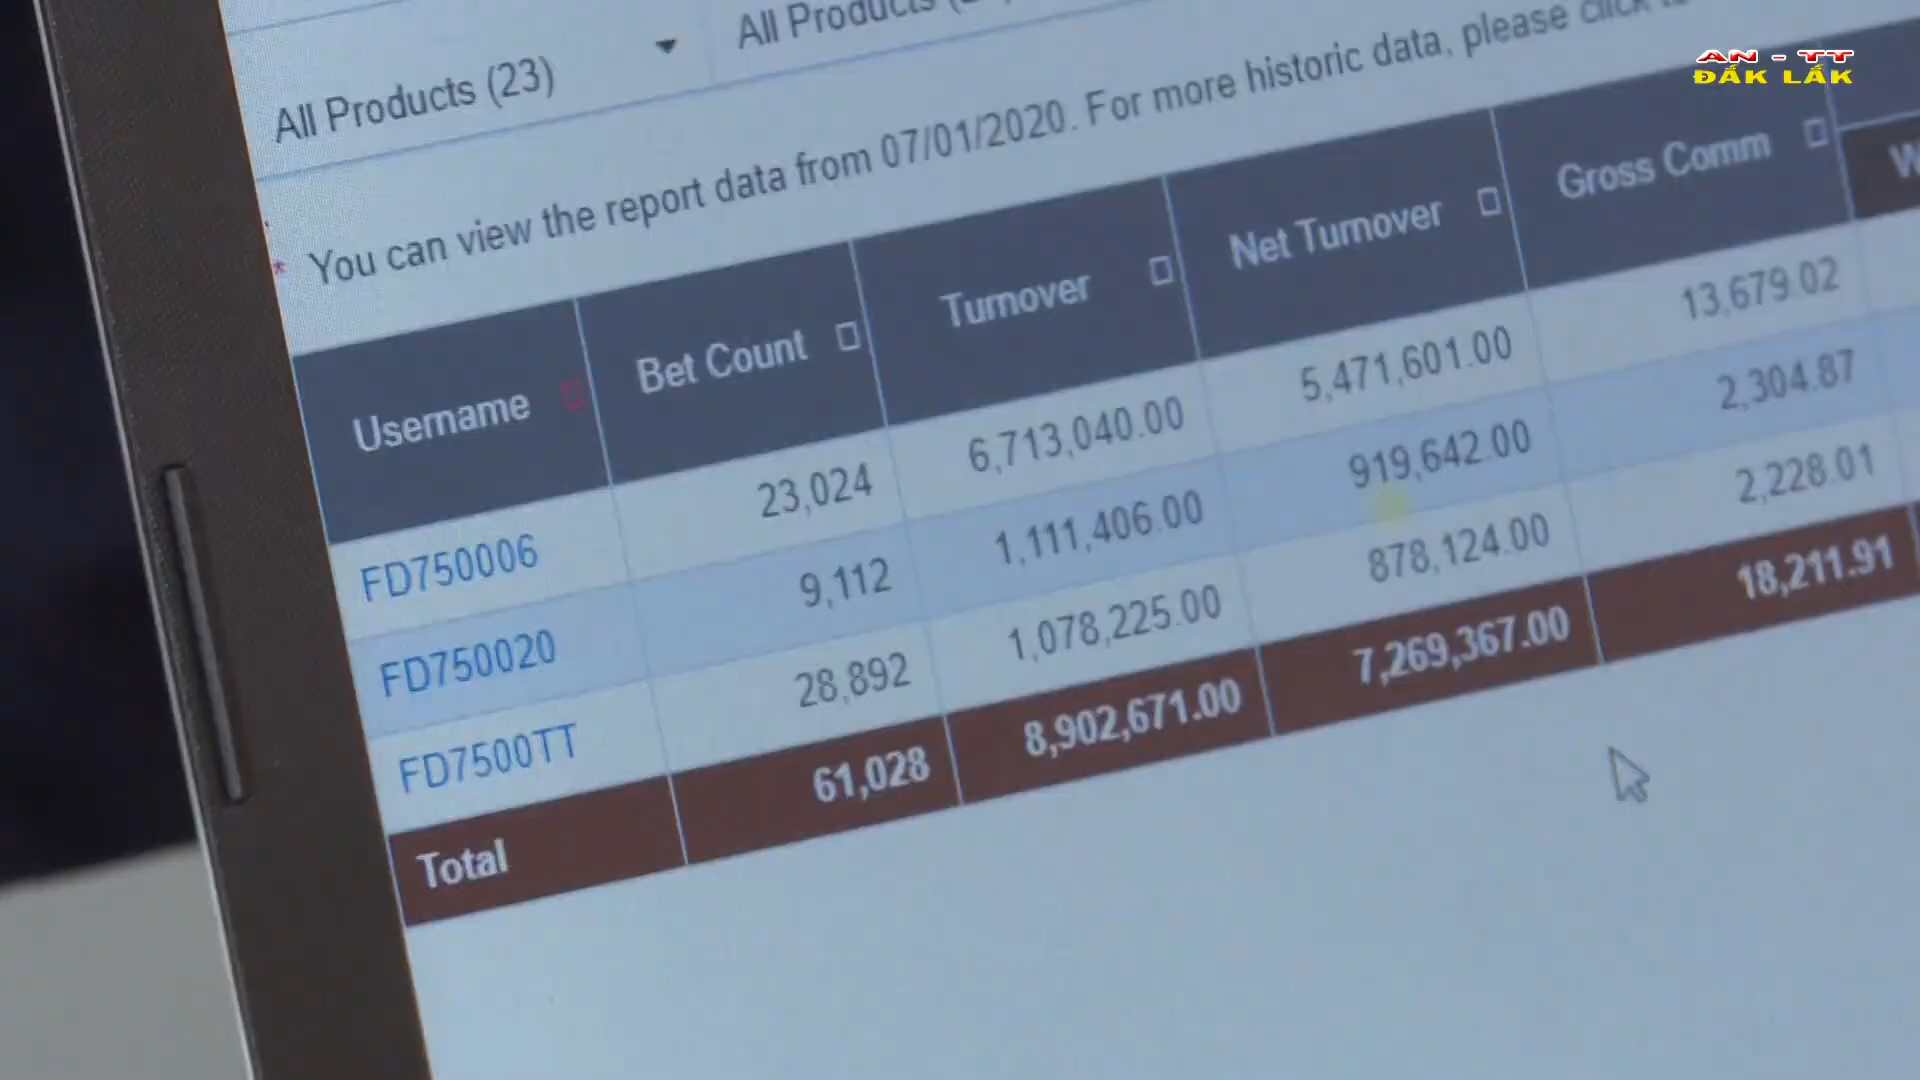 AN - TT
ĐẮK LẮK
All Products (23)
All Products
* You can view the report data from 07/01/2020. For more historic data, please click
Username Bet Count Turnover Net Turnover Gross Comm
FD750006 23,024 6,713,040.00 5,471,601.00 13,679.02
FD750020 9,112 1,111,406.00 919,642.00 2,304.87
FD7500TT 28,892 1,078,225.00 878,124.00 2,228.01
Total 61,028 8,902,671.00 7,269,367.00 18,211.91